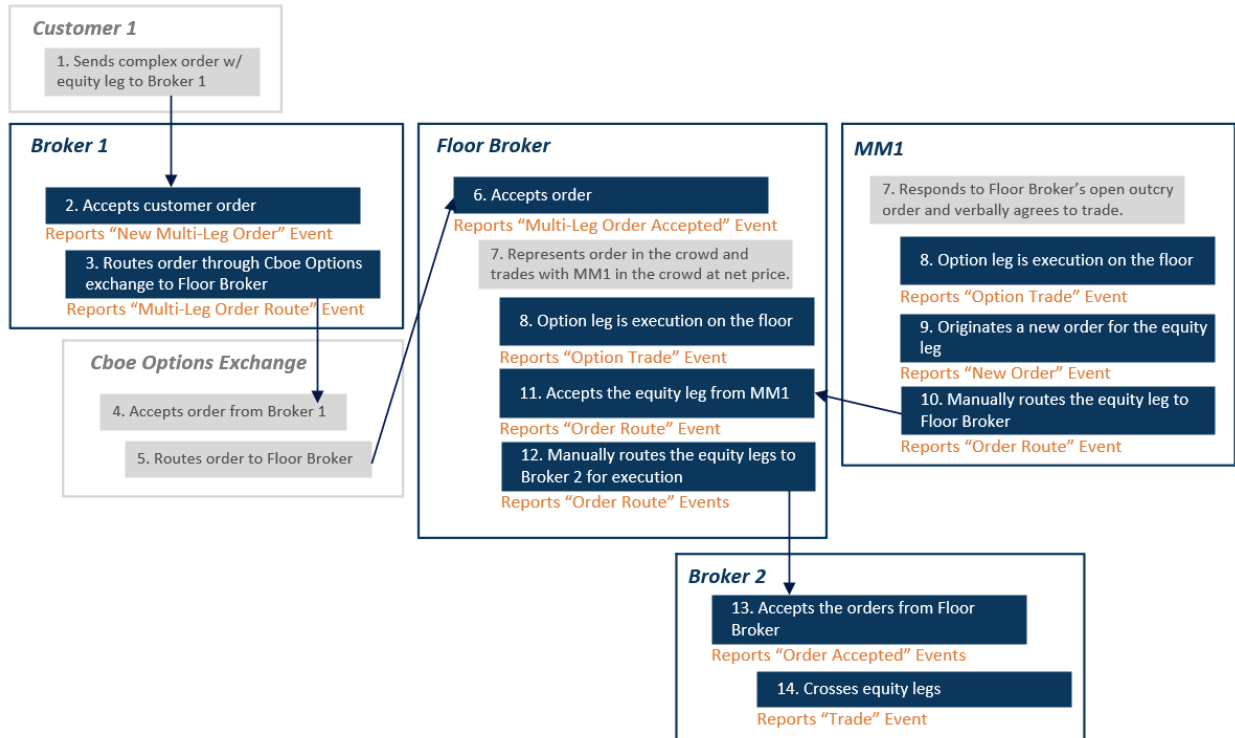 Customer 1
1. Sends complex order w/
equity leg to Broker 1
Broker 1
2. Accepts customer order
Reports “New Multi-Leg Order” Event
3. Routes order through Cboe Options
exchange to Floor Broker
Reports “Multi-Leg Order Route” Event
Cboe Options Exchange
4. Accepts order from Broker 1
5. Routes order to Floor Broker
Floor Broker
6. Accepts order
Reports “Multi-Leg Order Accepted” Event
7. Represents order in the crowd and
trades with MM1 in the crowd at net price.
8. Option leg is execution on the floor
Reports “Option Trade” Event
11. Accepts the equity leg from MM1
Reports “Order Route” Event
12. Manually routes the equity legs to
Broker 2 for execution
Reports “Order Route” Events
MM1
7. Responds to Floor Broker’s open outcry
order and verbally agrees to trade.
8. Option leg is execution on the floor
Reports “Option Trade” Event
9. Originates a new order for the equity
leg
Reports “New Order” Event
10. Manually routes the equity leg to
Floor Broker
Reports “Order Route” Event
Broker 2
13. Accepts the orders from Floor
Broker
Reports “Order Accepted” Events
14. Crosses equity legs
Reports “Trade” Event